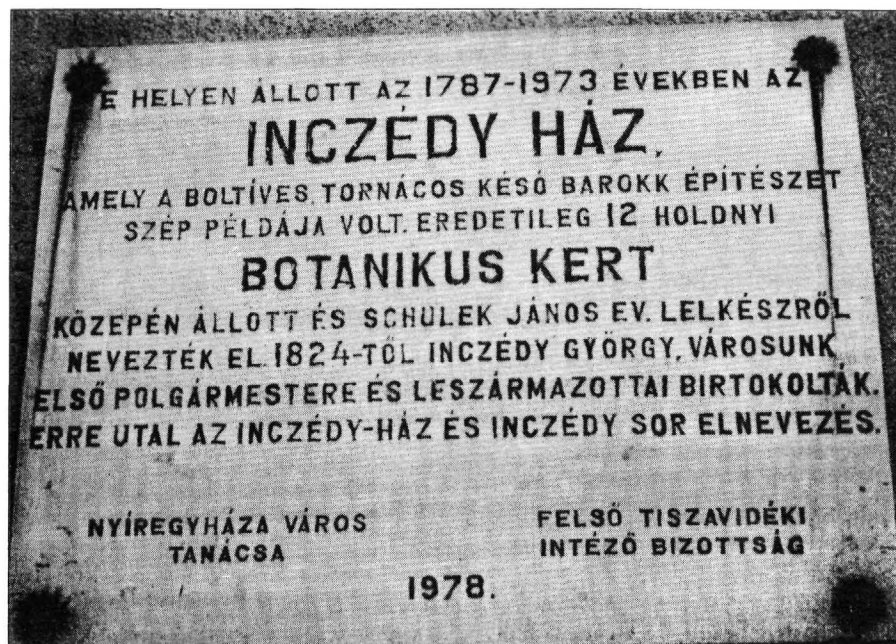 E HELYEN ÁLLOTT AZ 1787-1973 ÉVEKBEN AZ
INCZÉDY HÁZ,
AMELY A BOLTÍVES, TORNÁCOS KÉSŐ BAROKK ÉPÍTÉSZET
SZÉP PÉLDÁJA VOLT. EREDETILEG 12 HOLDNYI
BOTANIKUS KERT
KÖZEPÉN ÁLLOTT ÉS SCHULEK JÁNOS EV. LELKÉSZRŐL
NEVEZTÉK EL. 1824-TŐL INCZÉDY GYÖRGY, VÁROSUNK
ELSŐ POLGÁRMESTERE ÉS LESZÁRMAZOTTAI BIRTOKOLTÁK.
ERRE UTAL AZ INCZÉDY-HÁZ ÉS INCZÉDY SOR ELNEVEZÉS.
NYÍREGYHÁZA VÁROS
TANÁCSA
FELSŐ TISZAVIDÉKI
INTÉZŐ BIZOTTSÁG
1978.